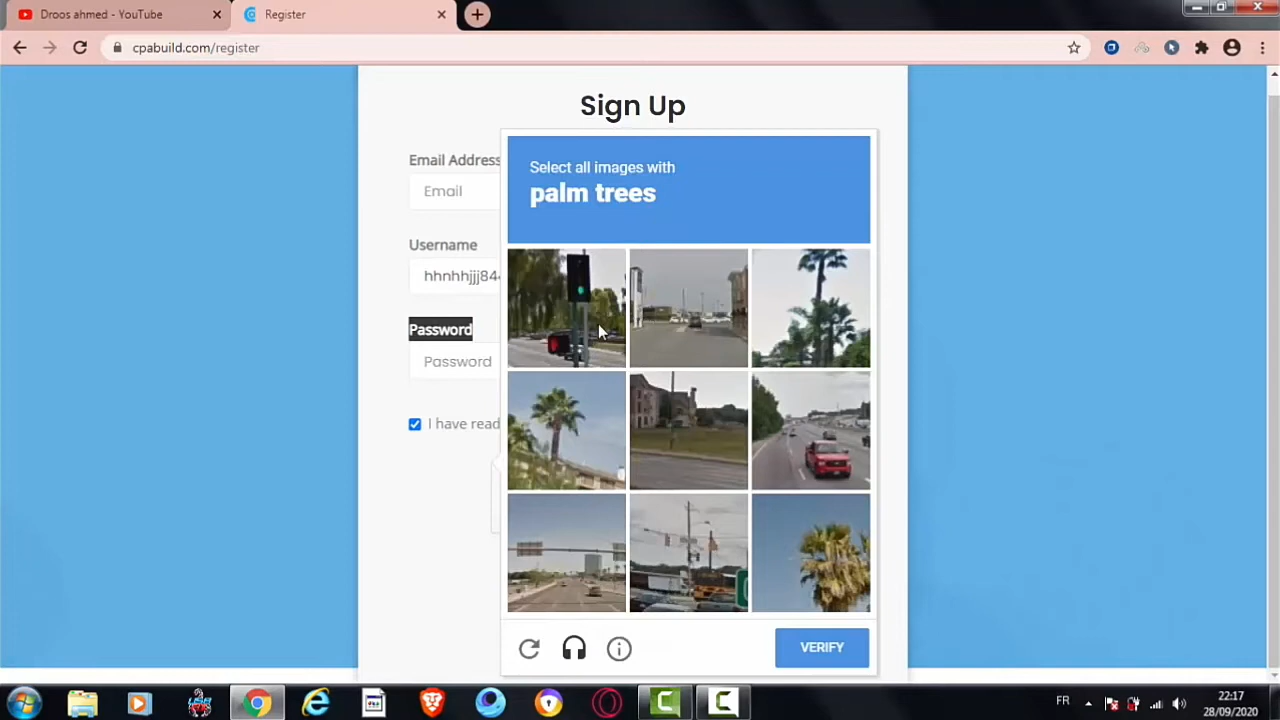 Droos ahmed - YouTube
Register
cpabuild.com/register
Sign Up
Email Address
Email
Username
hhnhhjjj84
Password
Password
I have read
Select all images with
palm trees
VERIFY
FR
22:17
28/09/2020